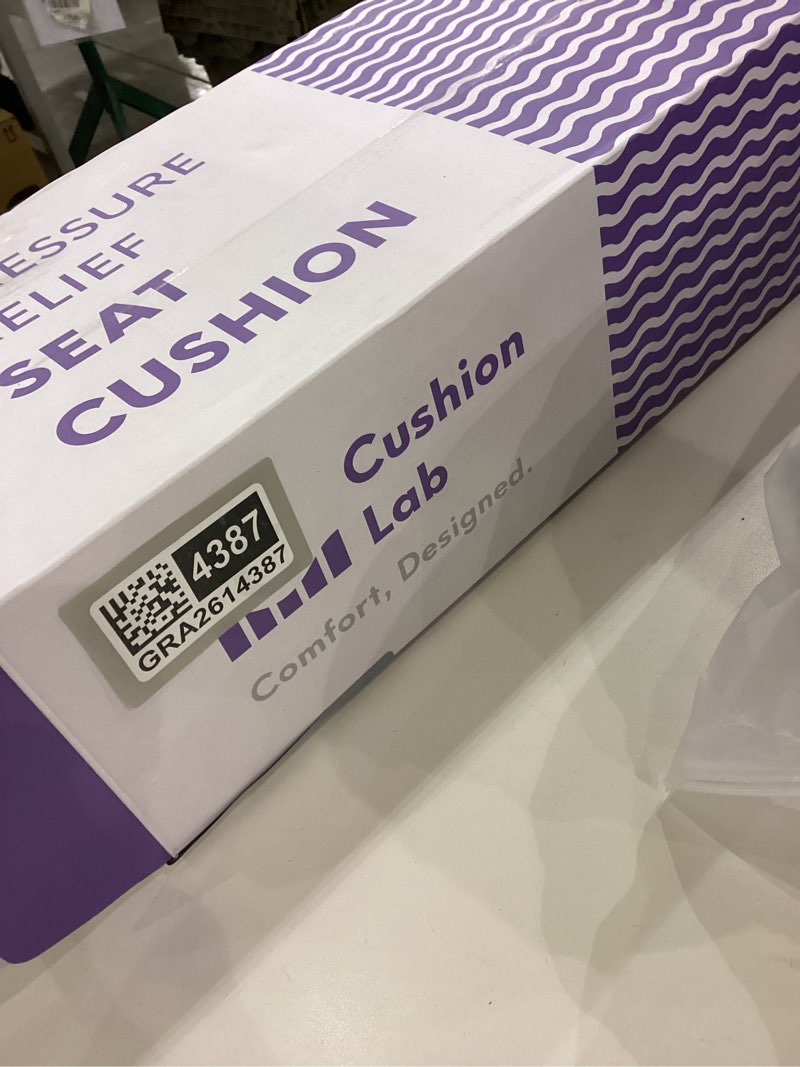 ESSURE
ELIEF
SEAT
CUSHION
Cushion
Lab
Comfort, Designed.
4387
GRA2614387